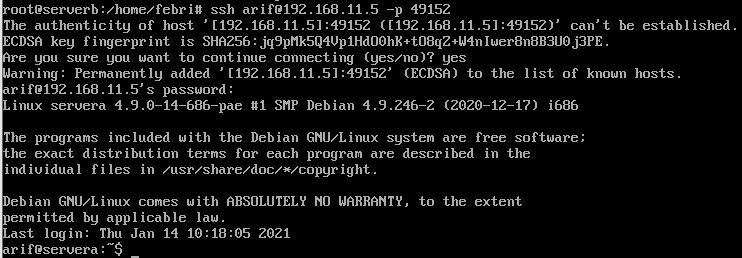 root@serverb:/home/febri# ssh arif@192.168.11.5 -p 49152
The authenticity of host '[192.168.11.5]:49152 ([192.168.11.5]:49152)' can't be established.
ECDSA key fingerprint is SHA256:jq9pMk5Q4Vp1HdO0hK+tO8qZ+W4nIwer8n8B3U0j3PE.
Are you sure you want to continue connecting (yes/no)? yes
Warning: Permanently added '[192.168.11.5]:49152' (ECDSA) to the list of known hosts.
arif@192.168.11.5's password:
Linux servera 4.9.0-14-686-pae #1 SMP Debian 4.9.246-2 (2020-12-17) i686
The programs included with the Debian GNU/Linux system are free software;
the exact distribution terms for each program are described in the
individual files in /usr/share/doc/*/copyright.
Debian GNU/Linux comes with ABSOLUTELY NO WARRANTY, to the extent
permitted by applicable law.
Last login: Thu Jan 14 10:18:05 2021
arif@servera:~$ _